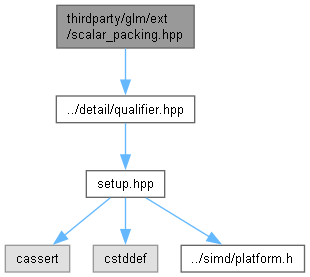 thirdparty/glm/ext
/scalar_packing.hpp
../detail/qualifier.hpp
setup.hpp
cassert
cstddef
../simd/platform.h